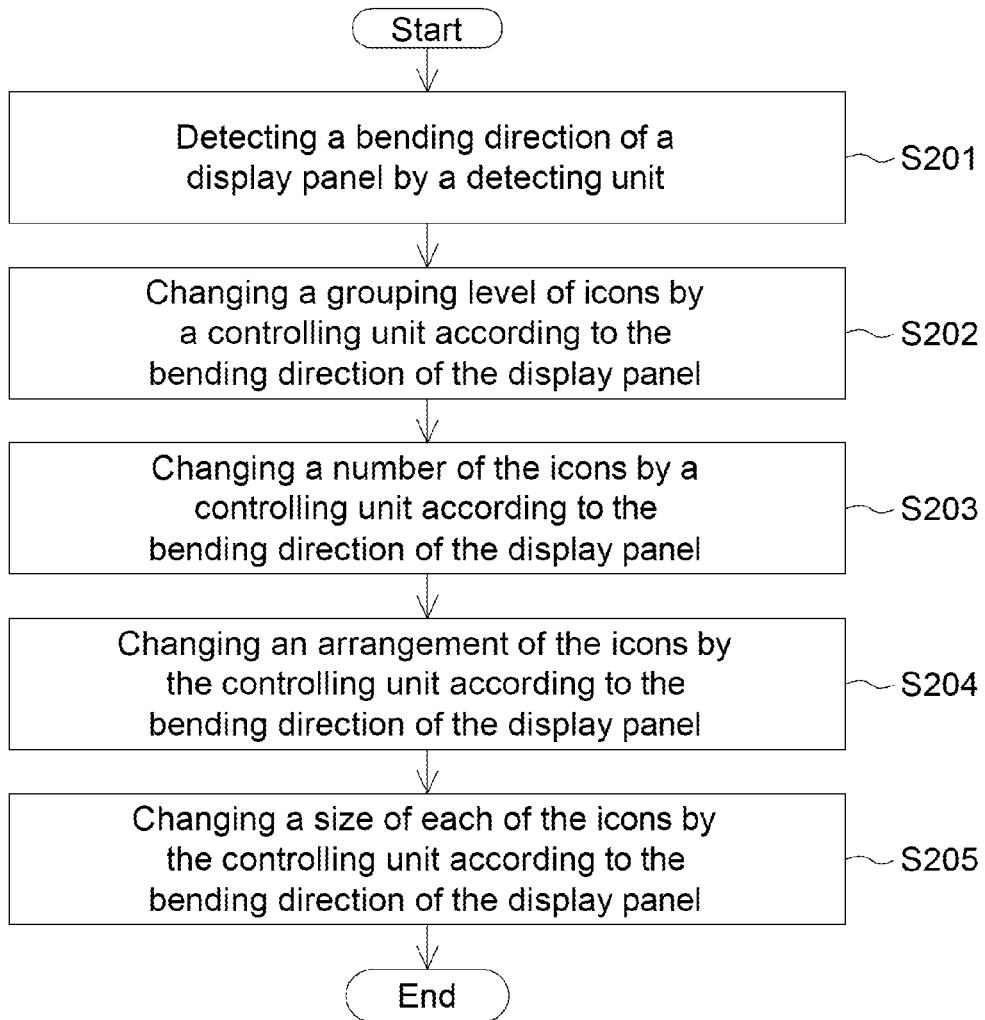 Start
Detecting a bending direction of a
display panel by a detecting unit
S201
Changing a grouping level of icons by
a controlling unit according to the
bending direction of the display panel
S202
Changing a number of the icons by a
controlling unit according to the
bending direction of the display panel
S203
Changing an arrangement of the icons by
the controlling unit according to the
bending direction of the display panel
S204
Changing a size of each of the icons by
the controlling unit according to the
bending direction of the display panel
S205
End